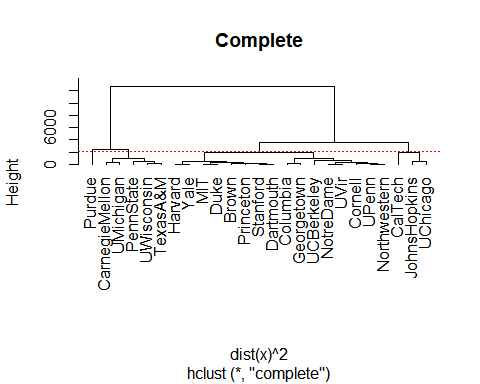 Complete
Height
0
6000
Purdue
CarnegieMellon
UMichigan
PennState
UWisconsin
TexasA&M
Harvard
Yale
MIT
Duke
Brown
Princeton
Stanford
Dartmouth
Columbia
Georgetown
UCBerkeley
NotreDame
UVir
Cornell
UPenn
Northwestern
CalTech
JohnsHopkins
UChicago
dist(x)^2
hclust (*, "complete")